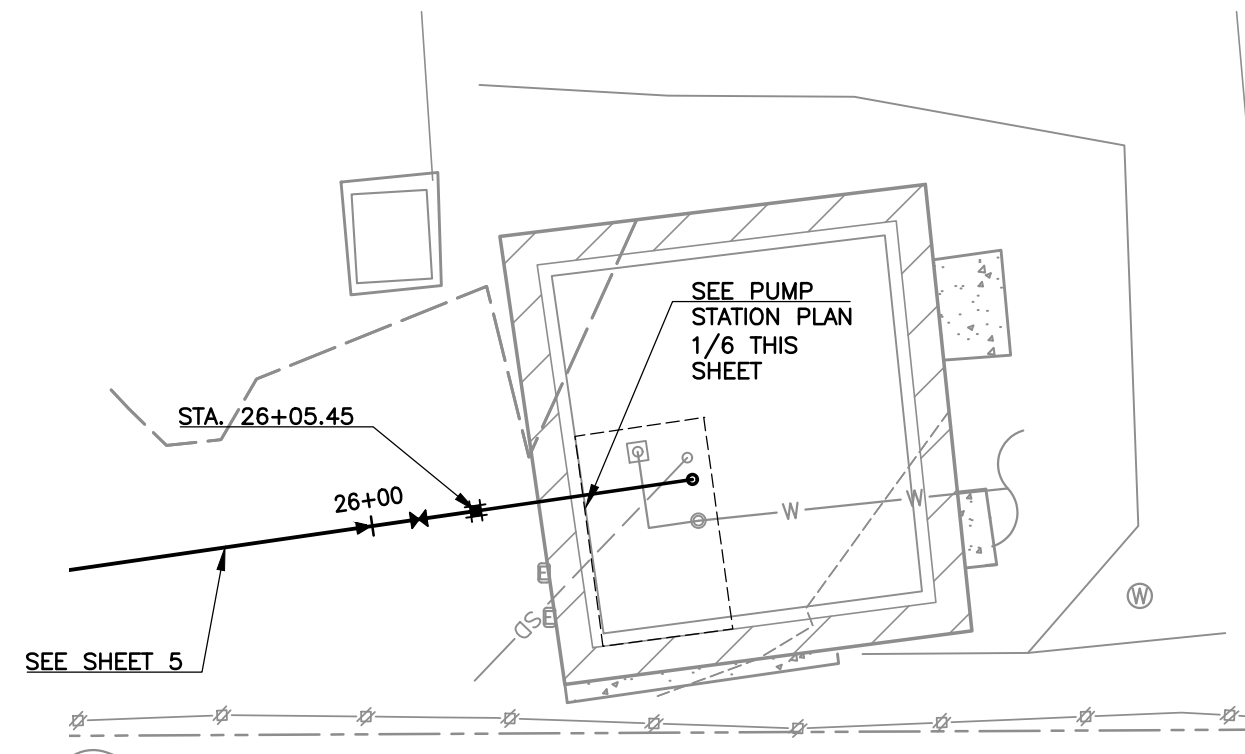 SEE PUMP
STATION PLAN
1/6 THIS
SHEET
STA. 26+05.45
26+00
W
W
E
E
SD
W
SEE SHEET 5